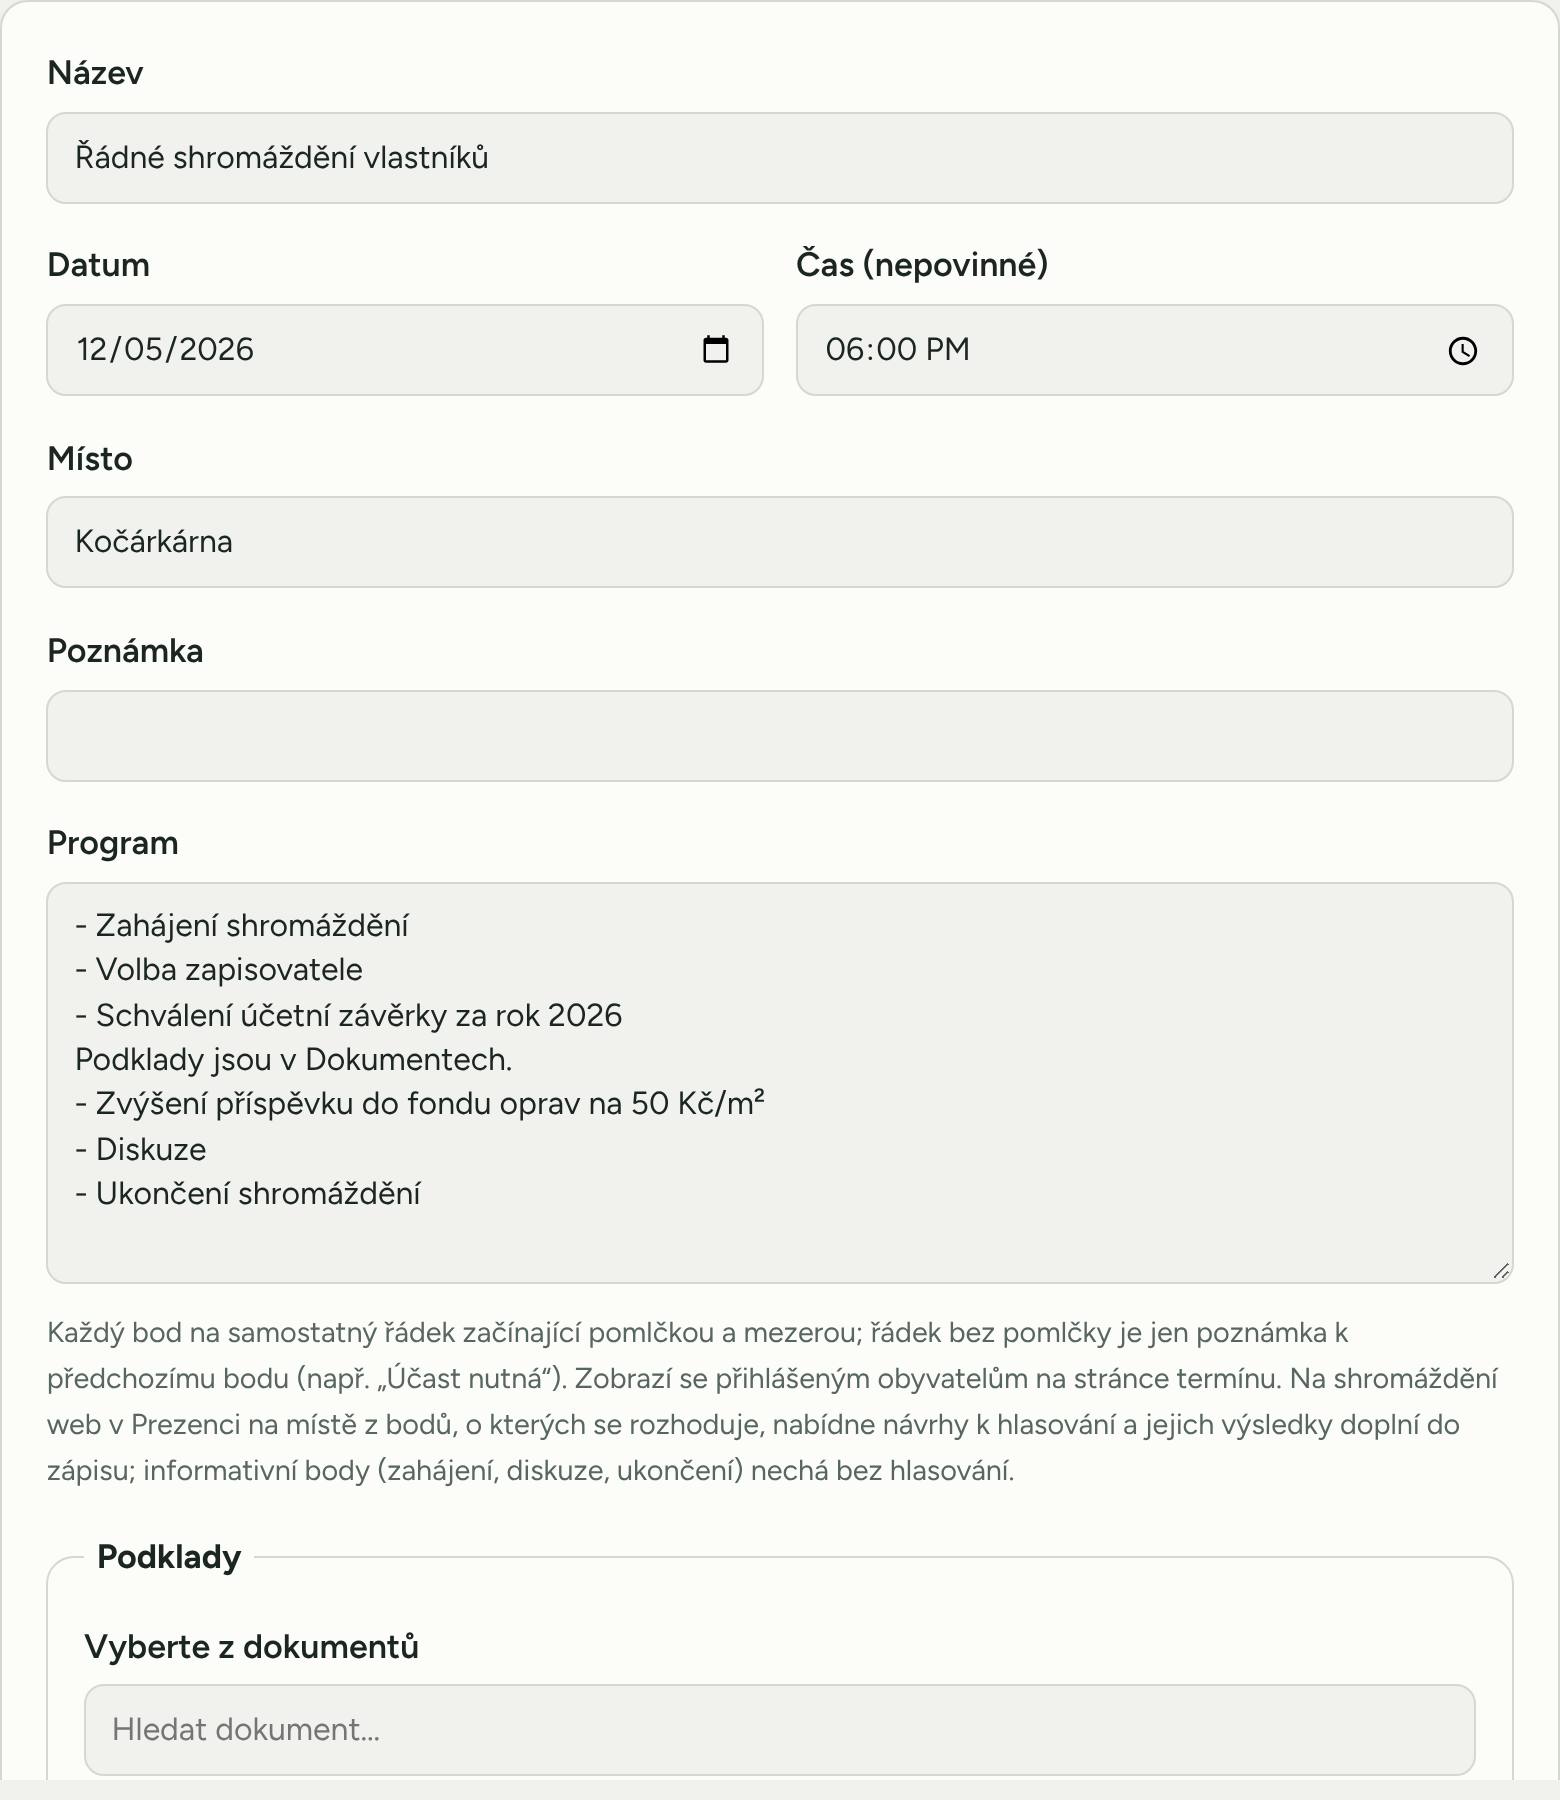 Název
Řádné shromáždění vlastníků
Datum
Čas (nepovinné)
12/05/2026
06:00 PM
Místo
Kočárkárna
Poznámka
Program
- Zahájení shromáždění
- Volba zapisovatele
- Schválení účetní závěrky za rok 2026
Podklady jsou v Dokumentech.
- Zvýšení příspěvku do fondu oprav na 50 Kč/m²
- Diskuze
- Ukončení shromáždění
Každý bod na samostatný řádek začínající pomlčkou a mezerou; řádek bez pomlčky je jen poznámka k
předchozímu bodu (např. „Účast nutná“). Zobrazí se přihlášeným obyvatelům na stránce termínu. Na shromáždění
web v Prezenci na místě z bodů, o kterých se rozhoduje, nabídne návrhy k hlasování a jejich výsledky doplní do
zápisu; informativní body (zahájení, diskuze, ukončení) nechá bez hlasování.
Podklady
Vyberte z dokumentů
Hledat dokument…